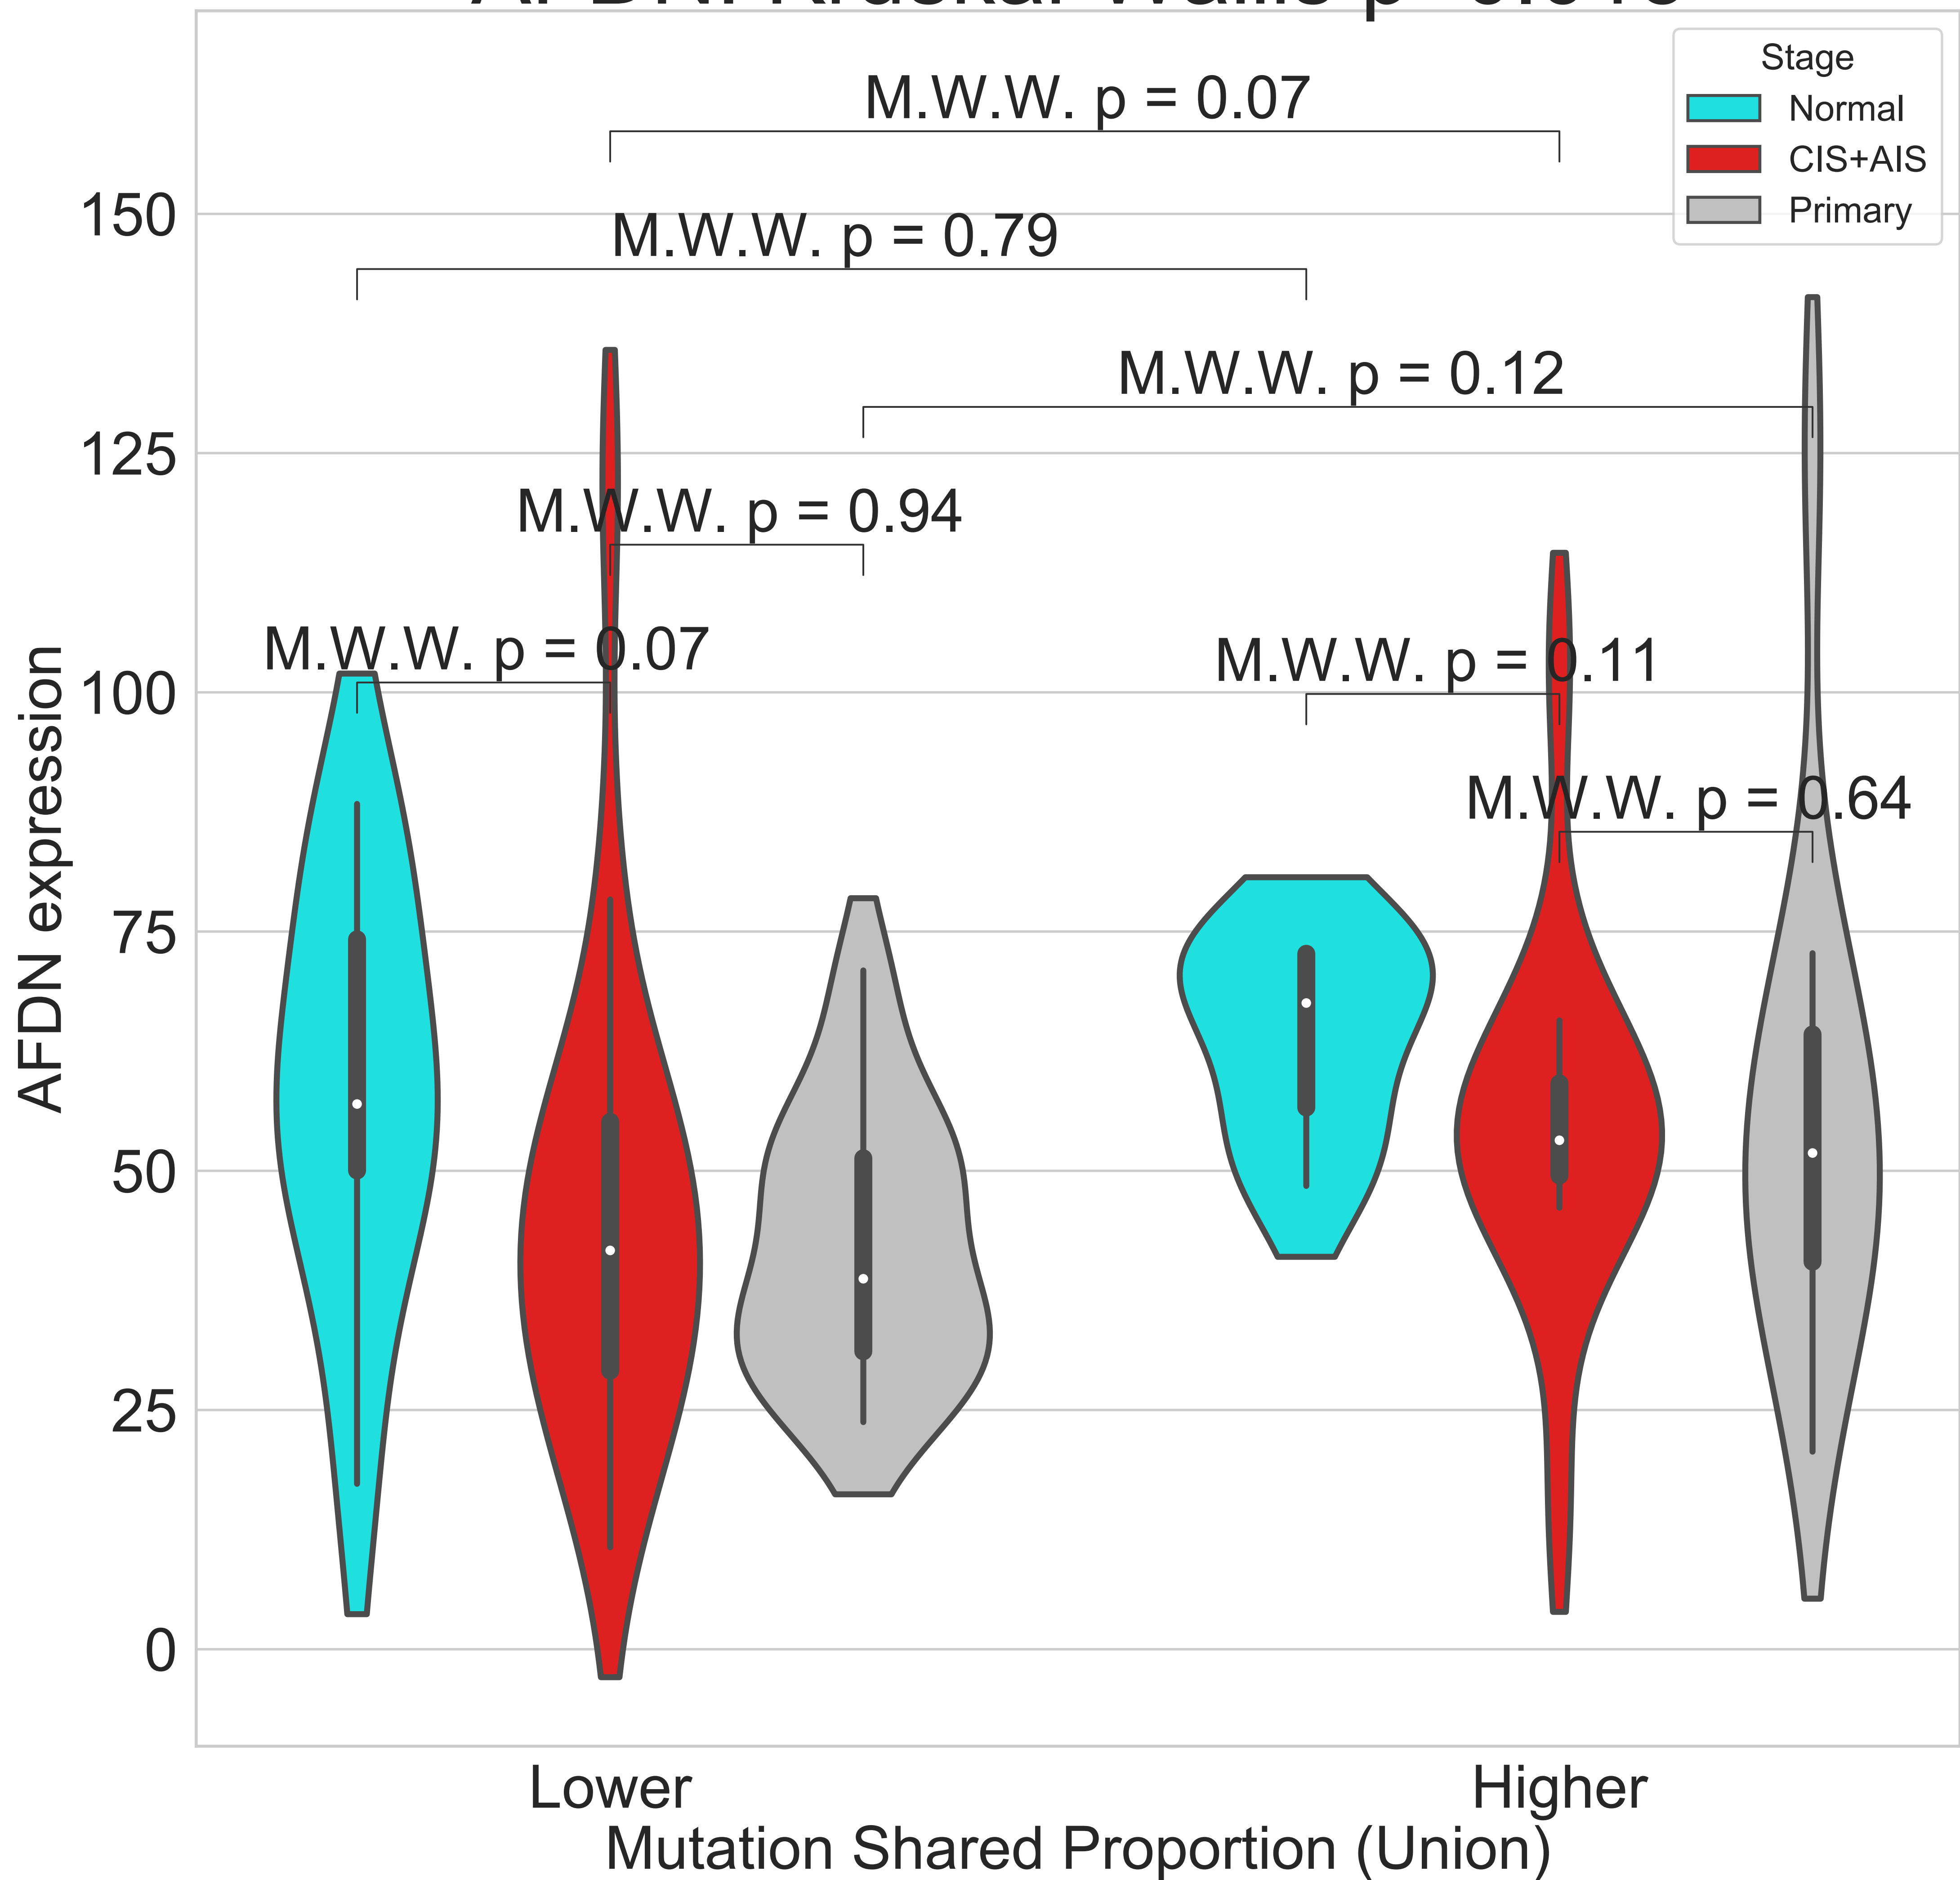 Stage
Normal
CIS+AIS
Primary
M.W.W. p = 0.07
M.W.W. p = 0.79
M.W.W. p = 0.12
M.W.W. p = 0.94
M.W.W. p = 0.07
M.W.W. p = 0.11
M.W.W. p = 0.64
150
125
100
75
50
25
0
AFDN expression
Lower
Higher
Mutation Shared Proportion (Union)